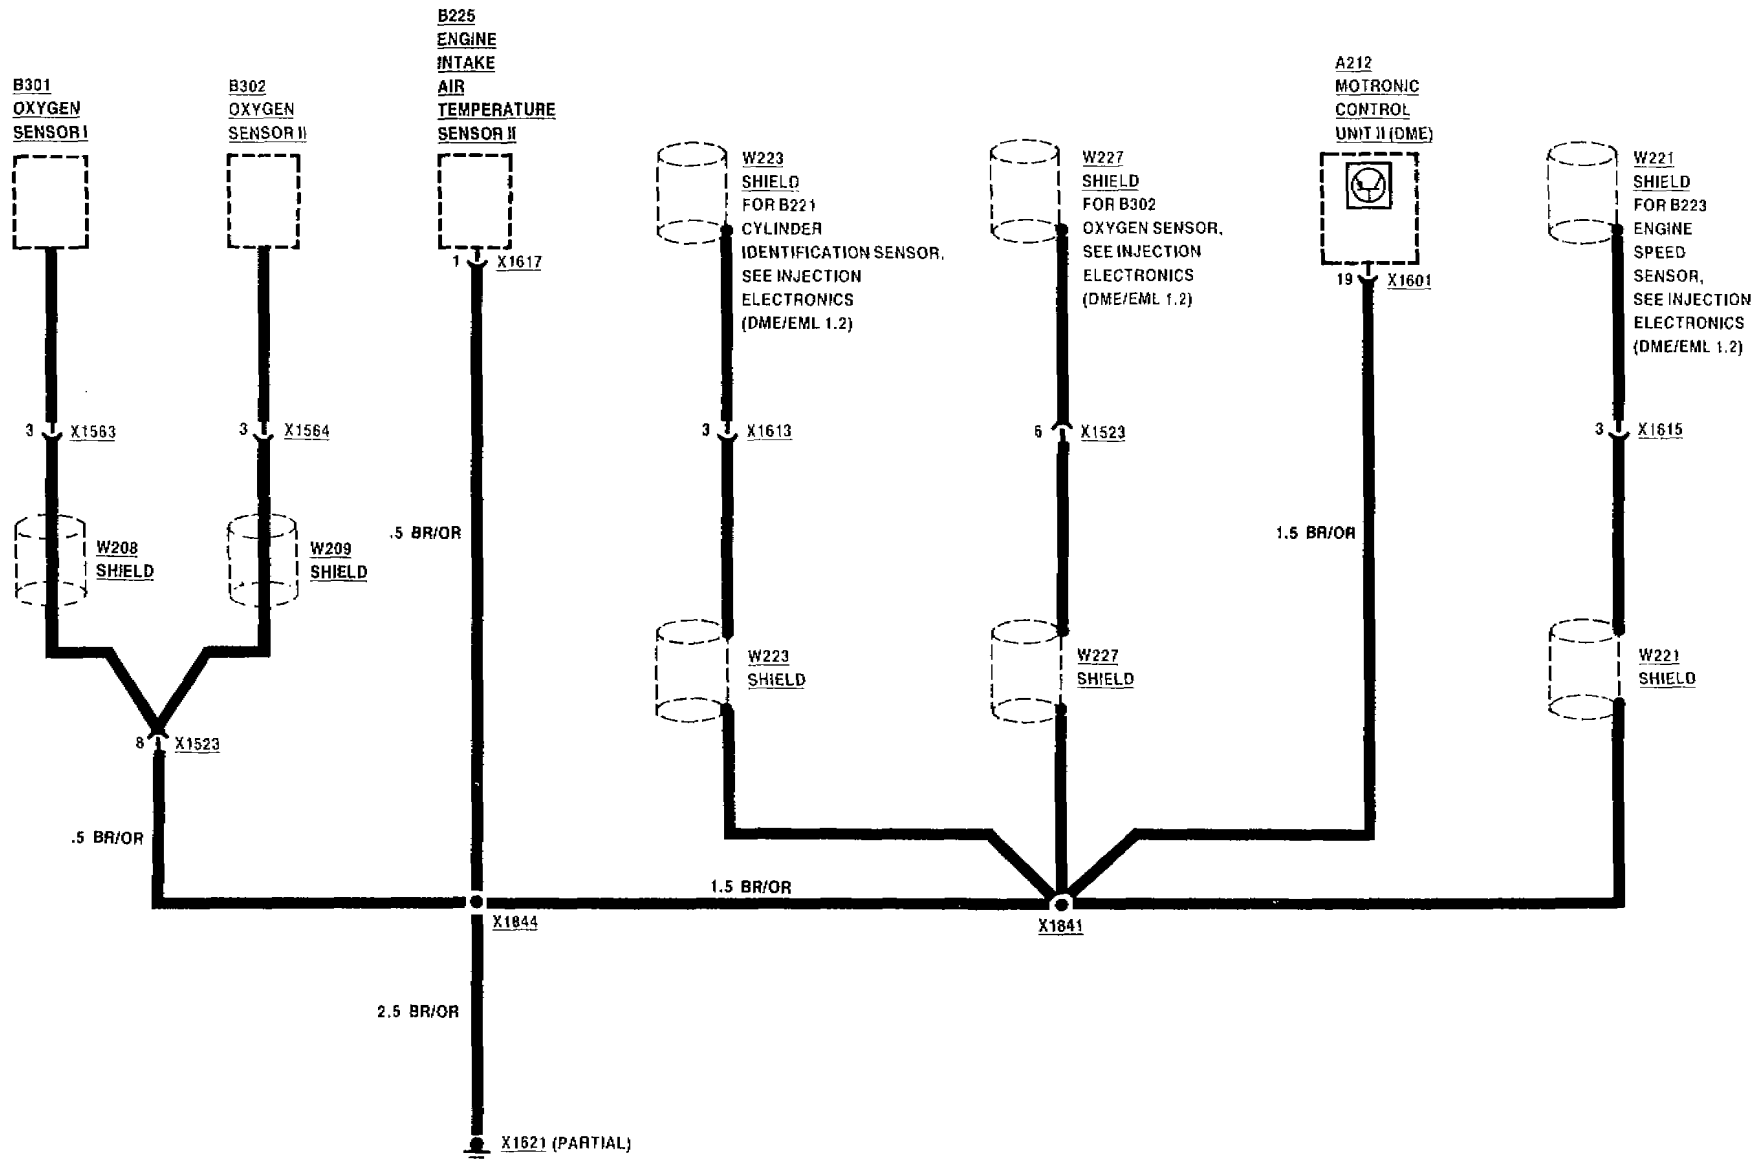 B301
OXYGEN
SENSOR I
B302
OXYGEN
SENSOR II
B225
ENGINE
INTAKE
AIR
TEMPERATURE
SENSOR II
1
X1617
W223
SHIELD
FOR B221
CYLINDER
IDENTIFICATION SENSOR,
SEE INJECTION
ELECTRONICS
(DME/EML 1.2)
W227
SHIELD
FOR B302
OXYGEN SENSOR,
SEE INJECTION
ELECTRONICS
(DME/EML 1.2)
A212
MOTRONIC
CONTROL
UNIT II (DME)
19
X1601
W221
SHIELD
FOR B223
ENGINE
SPEED
SENSOR,
SEE INJECTION
ELECTRONICS
(DME/EML 1.2)
3 X1563
3 X1564
3 X1613
6 X1523
3 X1615
.5 BR/OR
1.5 BR/OR
W208
SHIELD
W209
SHIELD
W223
SHIELD
W227
SHIELD
W221
SHIELD
8 X1523
.5 BR/OR
1.5 BR/OR
X1844
X1841
2.5 BR/OR
X1621 (PARTIAL)